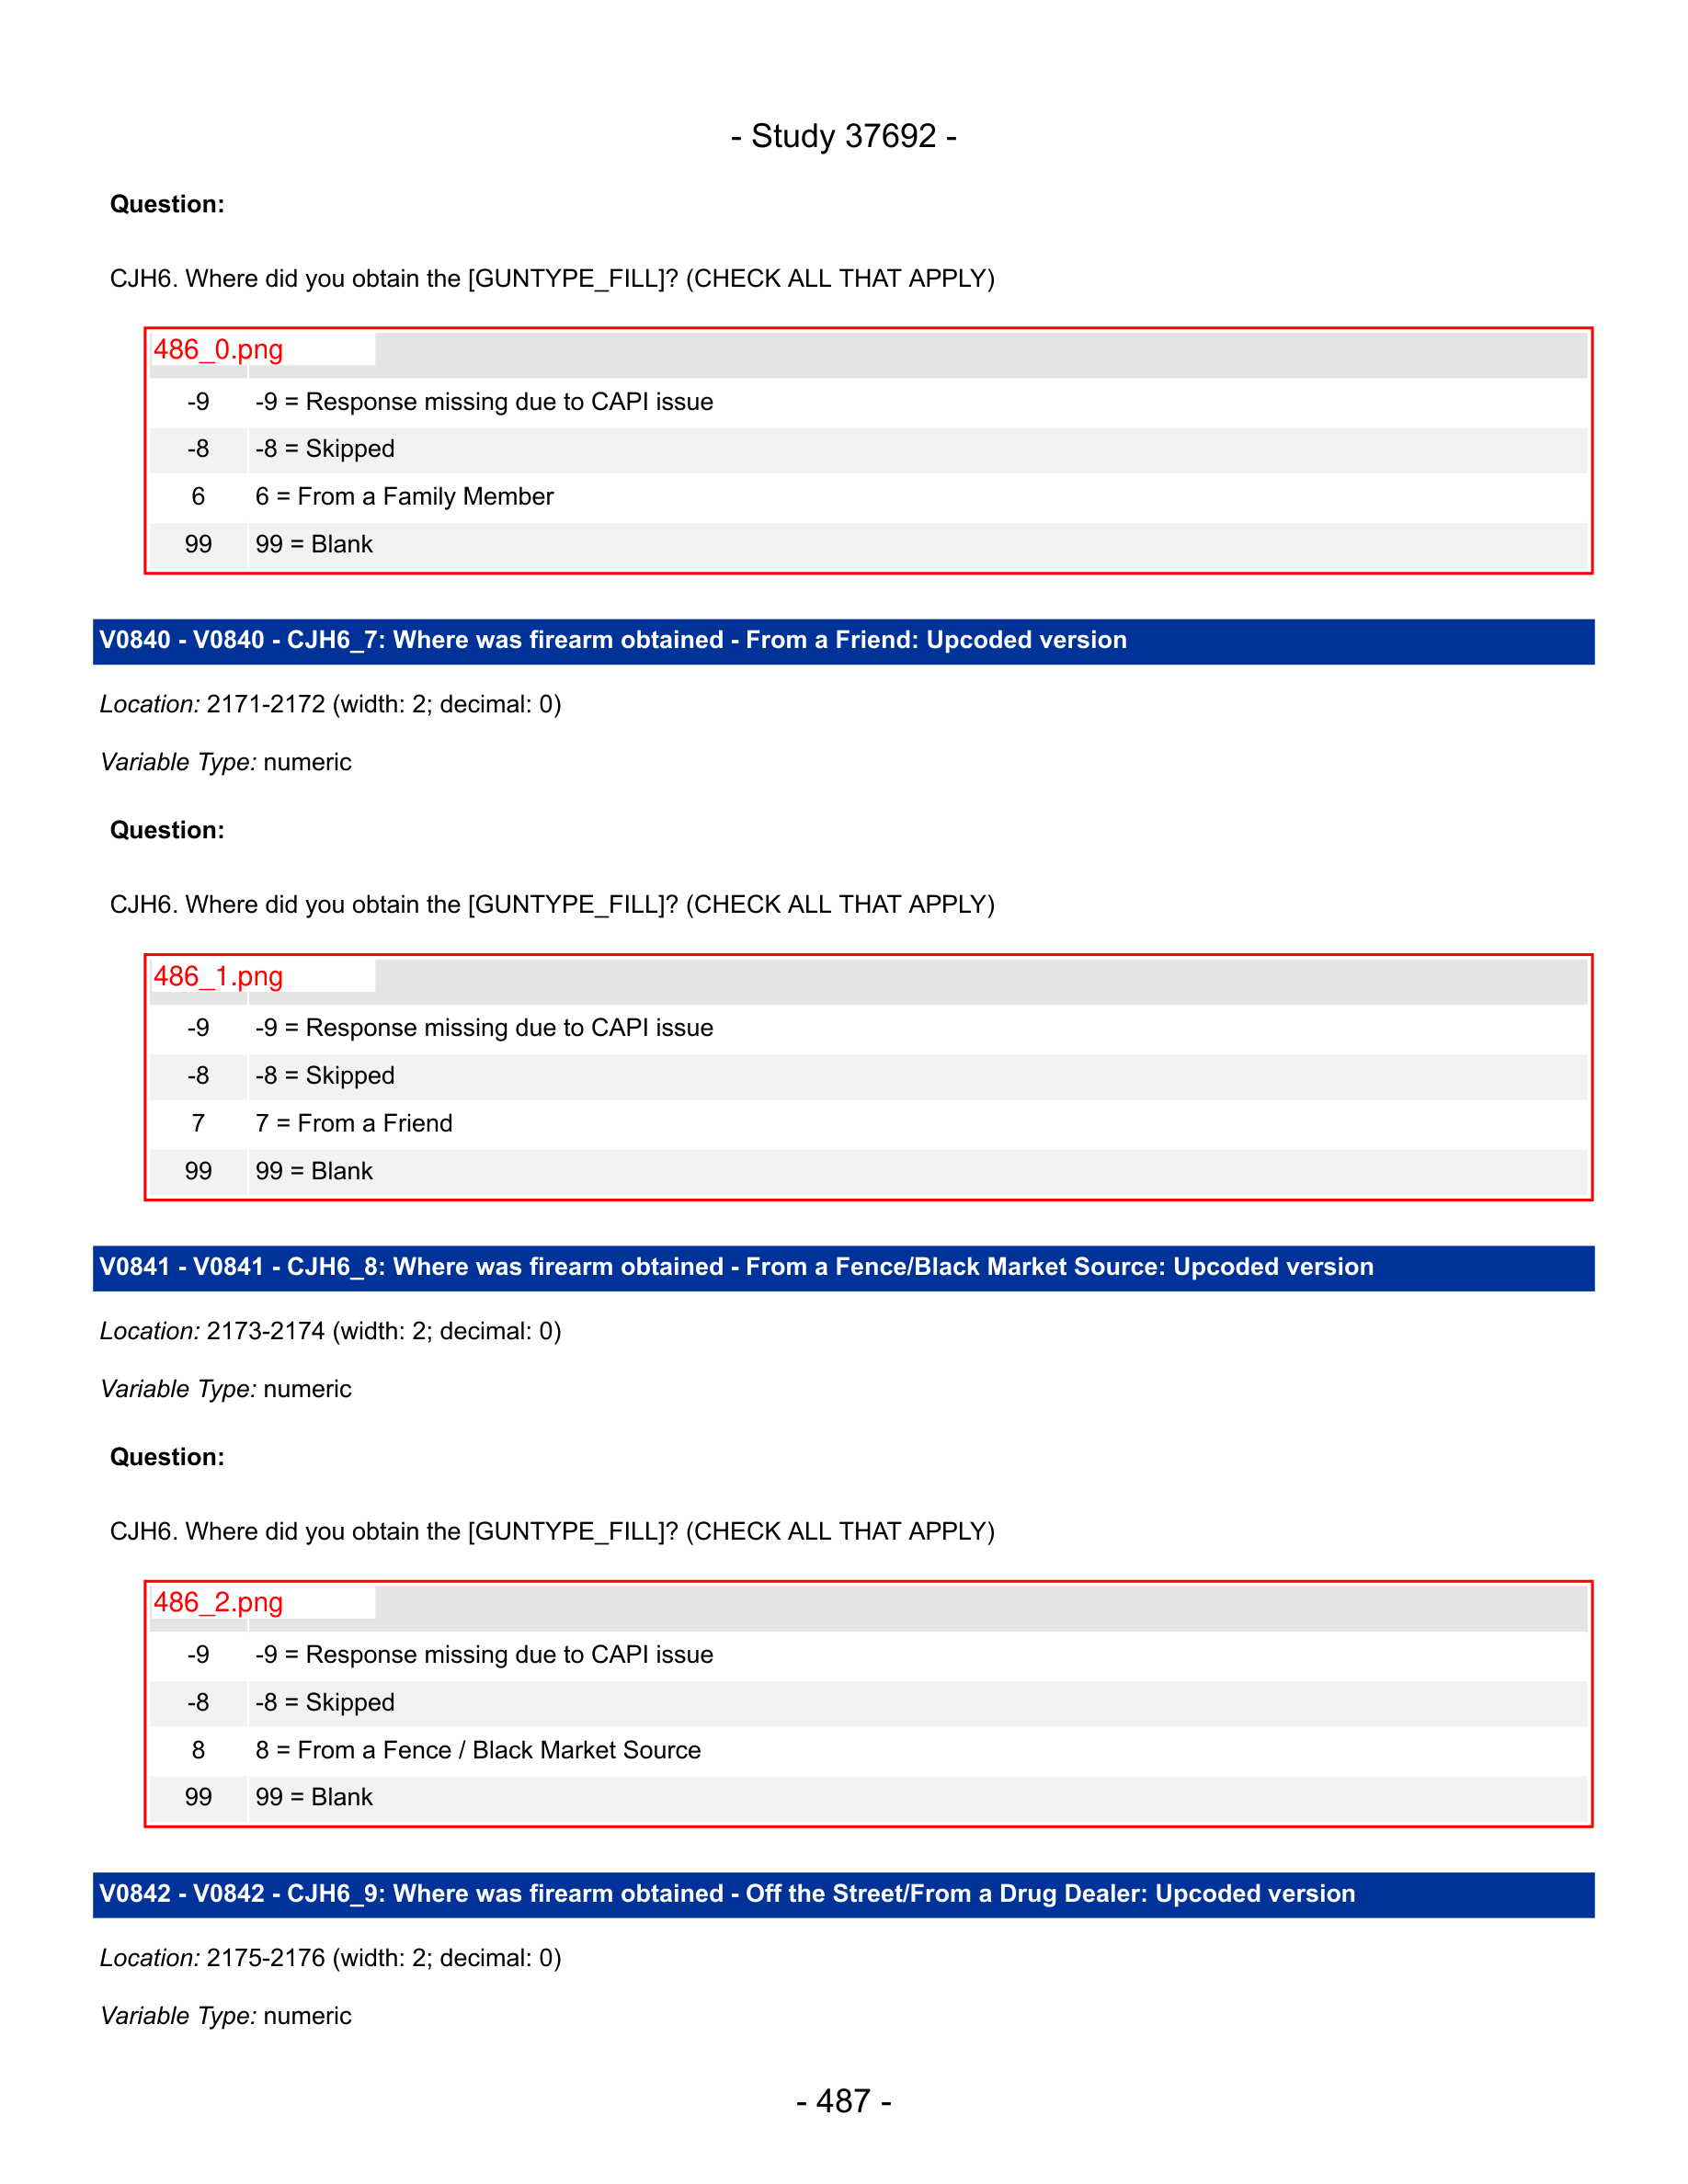 - Study 37692 -
Question:
CJH6. Where did you obtain the [GUNTYPE_FILL]? (CHECK ALL THAT APPLY)
486_0.png
-9 -9 = Response missing due to CAPI issue
-8 -8 = Skipped
6 6 = From a Family Member
99 99 = Blank
V0840 - V0840 - CJH6_7: Where was firearm obtained - From a Friend: Upcoded version
Location: 2171-2172 (width: 2; decimal: 0)
Variable Type: numeric
Question:
CJH6. Where did you obtain the [GUNTYPE_FILL]? (CHECK ALL THAT APPLY)
486_1.png
-9 -9 = Response missing due to CAPI issue
-8 -8 = Skipped
7 7 = From a Friend
99 99 = Blank
V0841 - V0841 - CJH6_8: Where was firearm obtained - From a Fence/Black Market Source: Upcoded version
Location: 2173-2174 (width: 2; decimal: 0)
Variable Type: numeric
Question:
CJH6. Where did you obtain the [GUNTYPE_FILL]? (CHECK ALL THAT APPLY)
486_2.png
-9 -9 = Response missing due to CAPI issue
-8 -8 = Skipped
8 8 = From a Fence / Black Market Source
99 99 = Blank
V0842 - V0842 - CJH6_9: Where was firearm obtained - Off the Street/From a Drug Dealer: Upcoded version
Location: 2175-2176 (width: 2; decimal: 0)
Variable Type: numeric
- 487 -